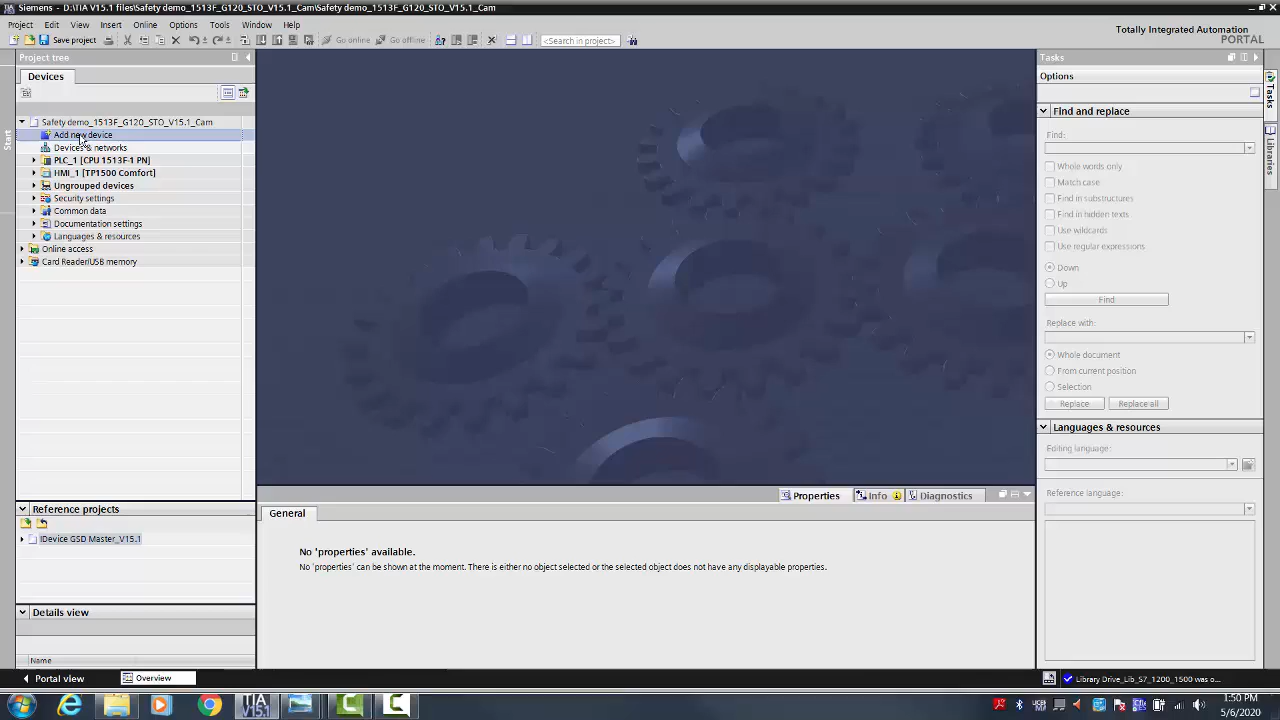 Siemens - D:\TIA V15.1 files\Safety demo_1513F_G120_STO_V15.1_Cam\Safety demo_1513F_G120_STO_V15.1_Cam
Project Edit View Insert Online Options Tools Window Help
Totally Integrated Automation
PORTAL
Save project Go online Go offline <Search in project>
Project tree
Tasks
Devices
Options
Start
Tasks
Libraries
Safety demo_1513F_G120_STO_V15.1_Cam
Add new device
Devices & networks
PLC_1 [CPU 1513F-1 PN]
HMI_1 [TP1500 Comfort]
Ungrouped devices
Security settings
Common data
Documentation settings
Languages & resources
Online access
Card Reader/USB memory
Find and replace
Find:
Whole words only
Match case
Find in substructures
Find in hidden texts
Use wildcards
Use regular expressions
Down
Up
Find
Replace with:
Whole document
From current position
Selection
Replace Replace all
Languages & resources
Editing language:
Reference language:
Reference projects
IDevice GSD Master_V15.1
Details view
Name
Properties Info Diagnostics
General
No 'properties' available.
No 'properties' can be shown at the moment. There is either no object selected or the selected object does not have any displayable properties.
Portal view Overview
Library Drive_Lib_S7_1200_1500 was o...
TIA
V15.1
1:50 PM
5/6/2020